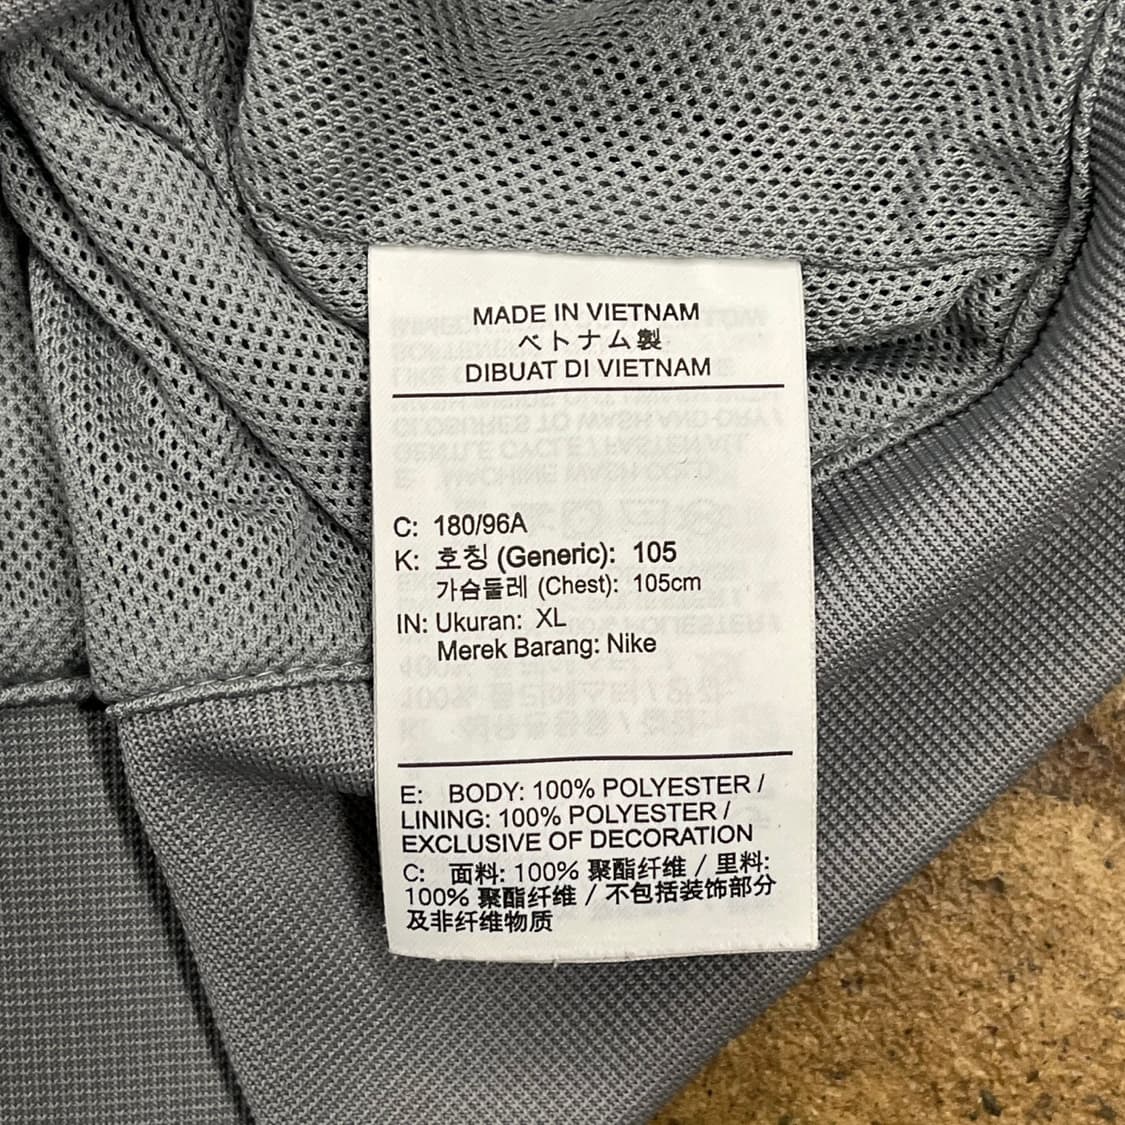 MADE IN VIETNAM
ベトナム製
DIBUAT DI VIETNAM
C: 180/96A
K: 호칭 (Generic): 105
가슴둘레 (Chest): 105cm
IN: Ukuran: XL
Merek Barang: Nike
E: BODY: 100% POLYESTER /
LINING: 100% POLYESTER /
EXCLUSIVE OF DECORATION
C: 面料: 100% 聚酯纤维 / 里料:
100% 聚酯纤维 / 不包括装饰部分
及非纤维物质